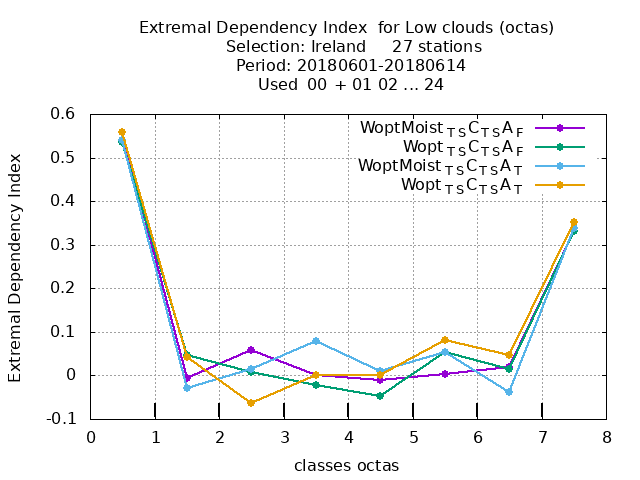 Extremal Dependency Index  for Low clouds (octas)
Selection: Ireland     27 stations
Period: 20180601-20180614
Used  00  + 01 02 ... 24
WoptMoist TS C TS A F
Wopt TS C TS A F
WoptMoist TS C TS A T
Wopt TS C TS A T
0.6
0.5
0.4
0.3
0.2
0.1
0
-0.1
Extremal Dependency Index
0 1 2 3 4 5 6 7 8
classes octas